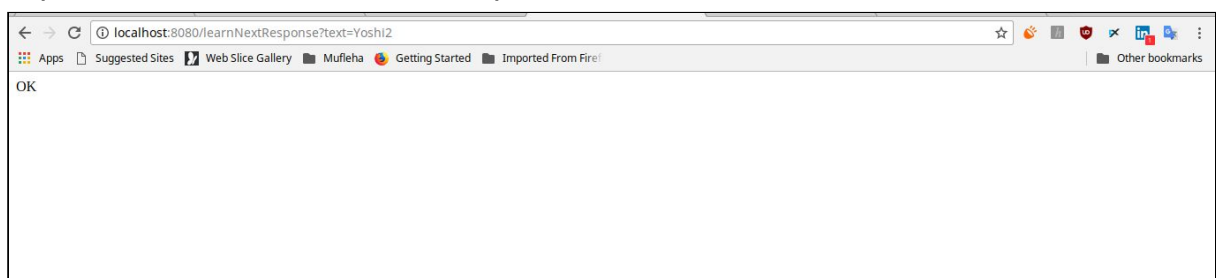 localhost:8080/learnNextResponse?text=Yoshi2
Apps Suggested Sites Web Slice Gallery Mufleha Getting Started Imported From Firef Other bookmarks
OK